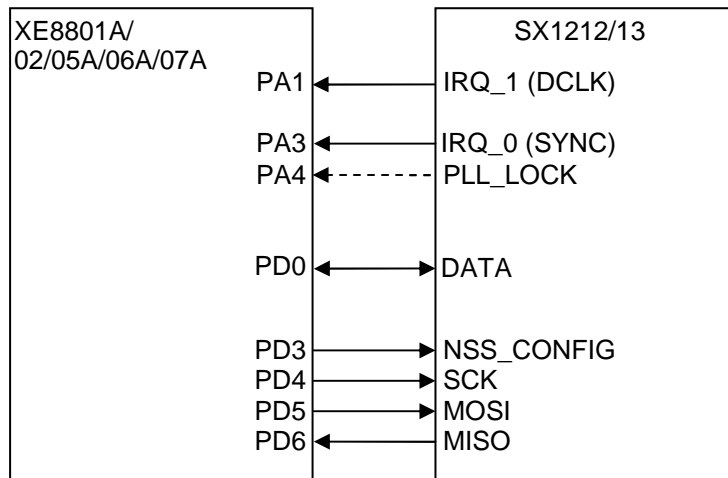 XE8801A/
02/05A/06A/07A
SX1212/13
PA1 IRQ_1 (DCLK)
PA3 IRQ_0 (SYNC)
PA4 PLL_LOCK
PD0 DATA
PD3 NSS_CONFIG
PD4 SCK
PD5 MOSI
PD6 MISO